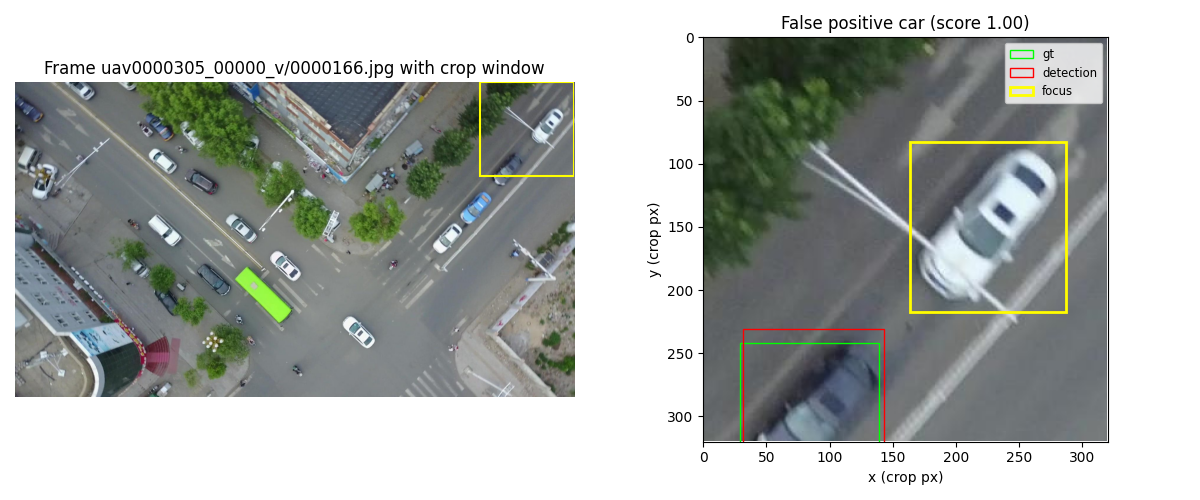 Frame uav0000305_00000_v/0000166.jpg with crop window
False positive car (score 1.00)
gt
detection
focus
0
50
100
150
200
250
300
y (crop px)
0
50
100
150
200
250
300
x (crop px)